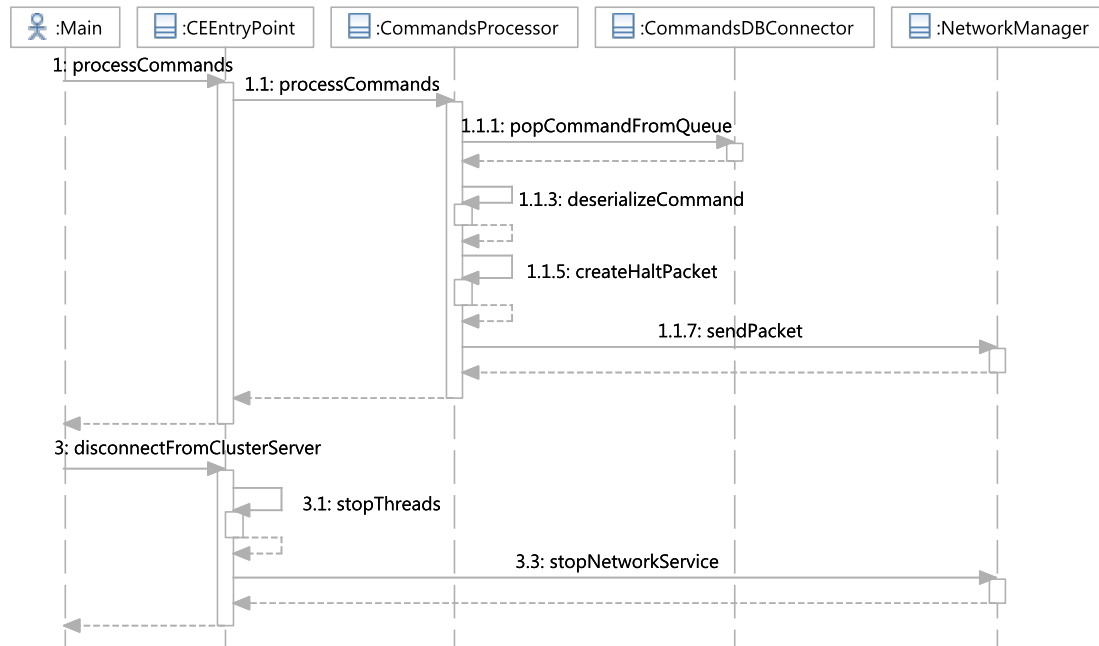 :Main
:CEEntryPoint
:CommandsProcessor
:CommandsDBConnector
:NetworkManager
1: processCommands
1.1: processCommands
1.1.1: popCommandFromQueue
1.1.3: deserializeCommand
1.1.5: createHaltPacket
1.1.7: sendPacket
3: disconnectFromClusterServer
3.1: stopThreads
3.3: stopNetworkService